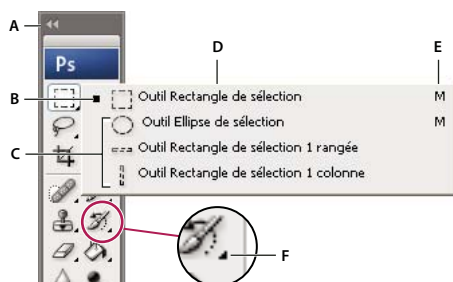 A
D
E
Ps
B
Outil Rectangle de sélection M
Outil Ellipse de sélection M
C
Outil Rectangle de sélection 1 rangée
Outil Rectangle de sélection 1 colonne
F